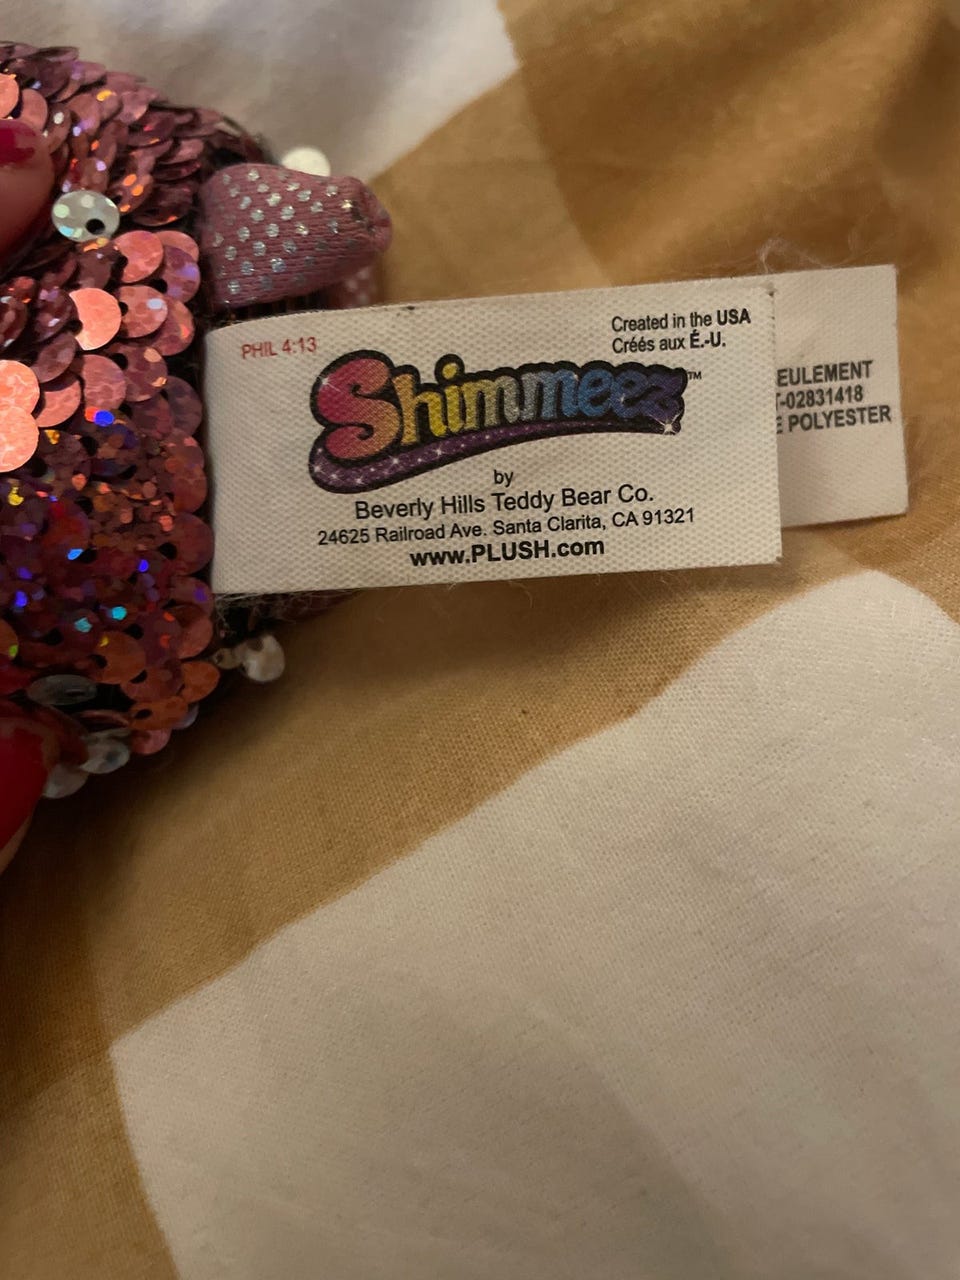 PHIL 4:13
Created in the USA
Créés aux É.-U.
Shimmeez™
by
Beverly Hills Teddy Bear Co.
24625 Railroad Ave. Santa Clarita, CA 91321
www.PLUSH.com
EULEMENT
-02831418
POLYESTER